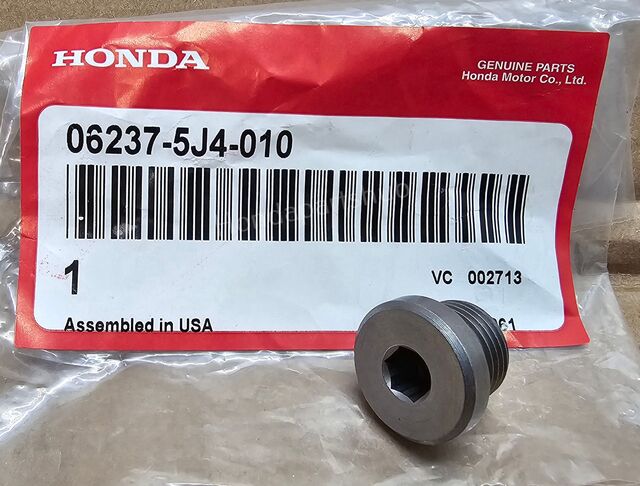 HONDA
GENUINE PARTS
Honda Motor Co., Ltd.
06237-5J4-010
1
VC 002713
Assembled in USA